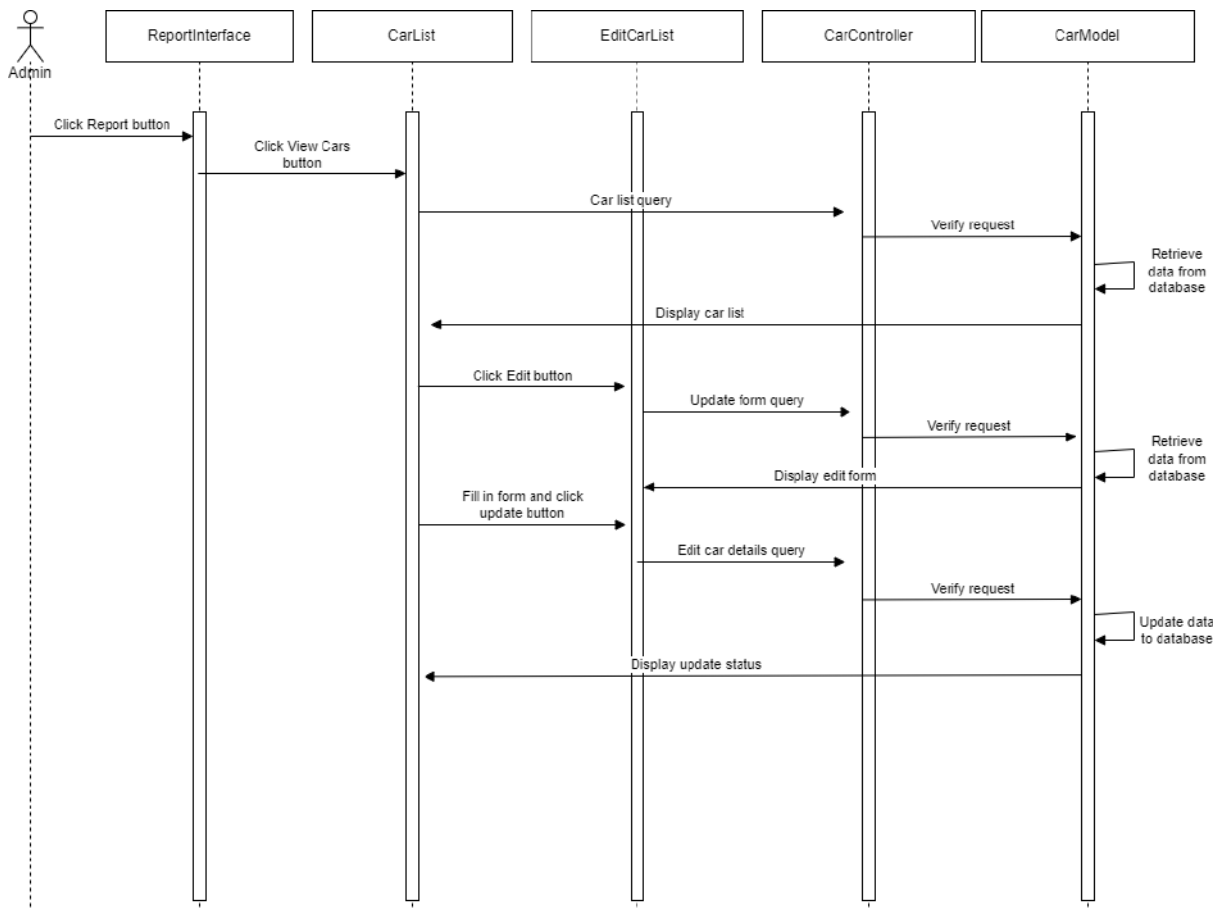 ReportInterface
CarList
EditCarList
CarController
CarModel
Admin
Click Report button
Click View Cars
button
Car list query
Verify request
Retrieve
data from
database
Display car list
Click Edit button
Update form query
Verify request
Retrieve
data from
database
Display edit form
Fill in form and click
update button
Edit car details query
Verify request
Update data
to database
Display update status